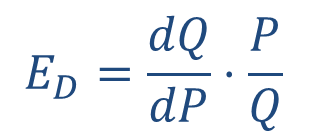 E_D = dQ/dP · P/Q